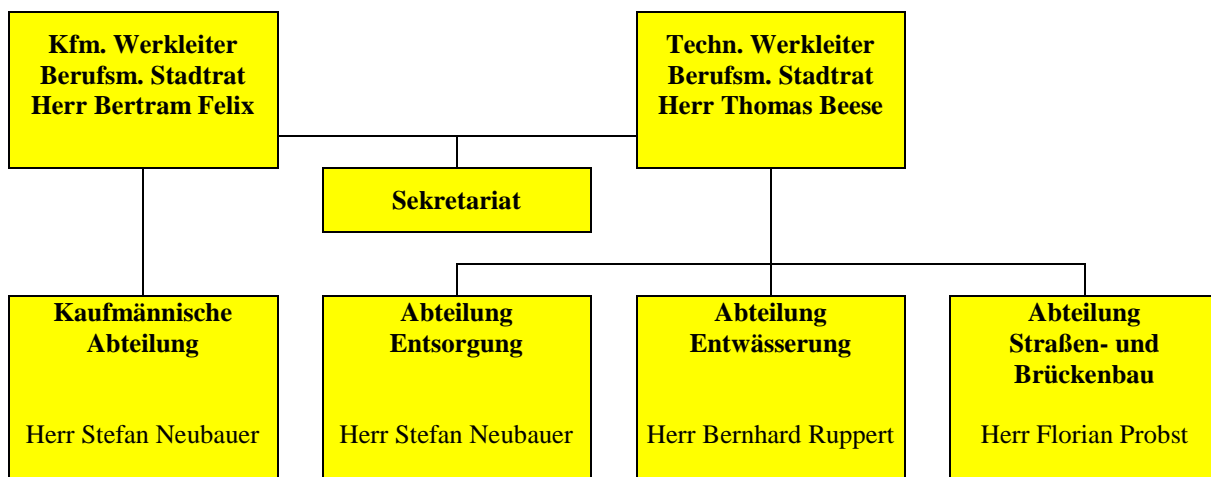 Kfm. Werkleiter
Berufsm. Stadtrat
Herr Bertram Felix
Techn. Werkleiter
Berufsm. Stadtrat
Herr Thomas Beese
Sekretariat
Kaufmännische
Abteilung
Herr Stefan Neubauer
Abteilung
Entsorgung
Herr Stefan Neubauer
Abteilung
Entwässerung
Herr Bernhard Ruppert
Abteilung
Straßen- und
Brückenbau
Herr Florian Probst